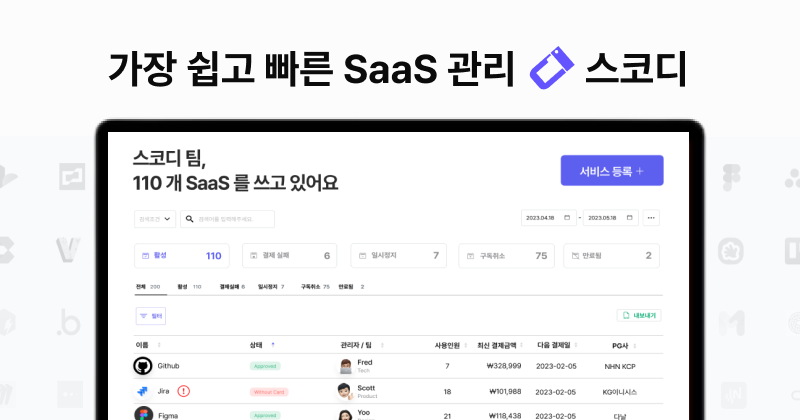 가장 쉽고 빠른 SaaS 관리 스코디
스코디 팀,
110 개 SaaS 를 쓰고 있어요
서비스 등록 +
검색조건 검색어를 입력해주세요. 2023.04.18 - 2023.05.18
활성 110 결제 실패 6 일시정지 7 구독취소 75 만료됨 2
전체 200 활성 110 결제실패 6 일시정지 7 구독취소 75 만료됨 2
필터 내보내기
이름 상태 관리자 / 팀 사용인원 최신 결제금액 다음 결제일 PG사
Github Approved Fred 7 ₩328,999 2023-02-05 NHN KCP
Tech
Jira Without Card Scott 18 ₩101,988 2023-02-05 KG이니시스
Product
Figma Approved Yoo 21 ₩118,438 2023-02-05 다날